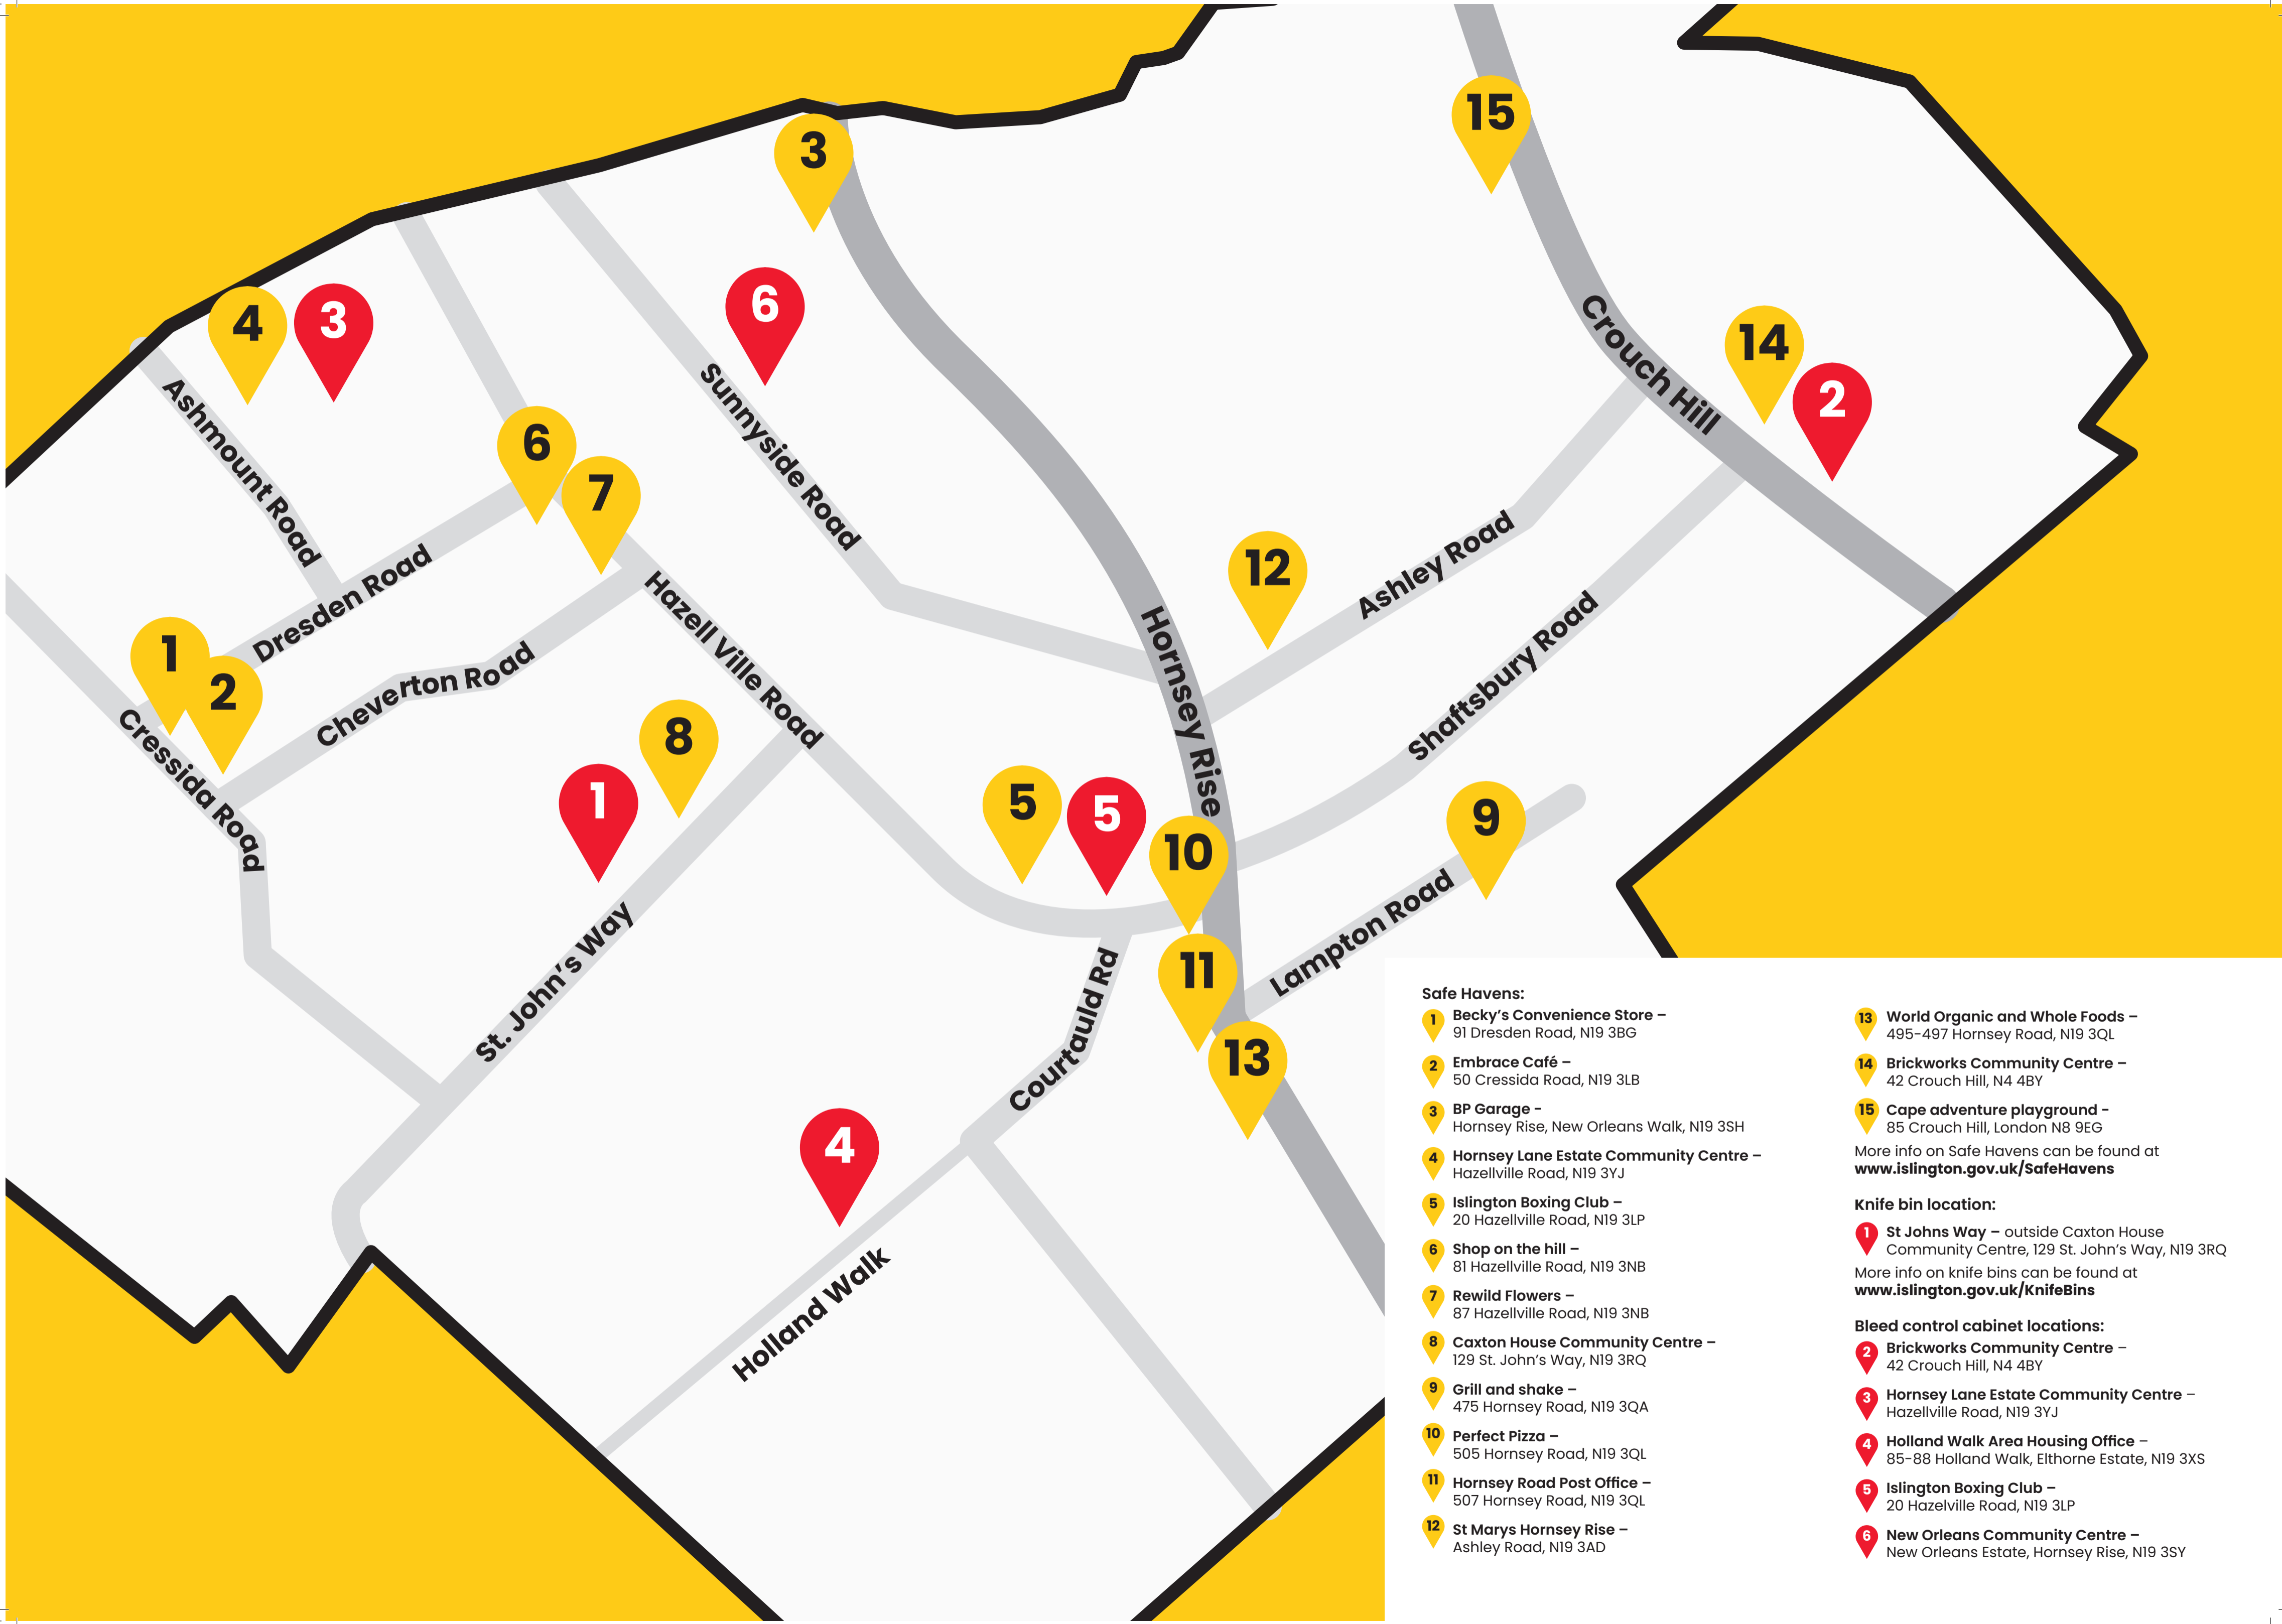 15
3
4
3
6
14
2
Crouch Hill
Ashmount Road
Sunnyside Road
6
7
12
Ashley Road
Dresden Road
Hazell Ville Road
Hornsey Rise
Shaftsbury Road
1
2
Cheverton Road
Cressida Road
8
1
5
5
10
9
St. John's Way
Lampton Road
11
Courtauld Rd
13
4
Holland Walk
Safe Havens:
1 Becky's Convenience Store –
91 Dresden Road, N19 3BG
2 Embrace Café –
50 Cressida Road, N19 3LB
3 BP Garage -
Hornsey Rise, New Orleans Walk, N19 3SH
4 Hornsey Lane Estate Community Centre –
Hazellville Road, N19 3YJ
5 Islington Boxing Club –
20 Hazellville Road, N19 3LP
6 Shop on the hill –
81 Hazellville Road, N19 3NB
7 Rewild Flowers –
87 Hazellville Road, N19 3NB
8 Caxton House Community Centre –
129 St. John's Way, N19 3RQ
9 Grill and shake –
475 Hornsey Road, N19 3QA
10 Perfect Pizza –
505 Hornsey Road, N19 3QL
11 Hornsey Road Post Office –
507 Hornsey Road, N19 3QL
12 St Marys Hornsey Rise –
Ashley Road, N19 3AD
13 World Organic and Whole Foods –
495-497 Hornsey Road, N19 3QL
14 Brickworks Community Centre –
42 Crouch Hill, N4 4BY
15 Cape adventure playground -
85 Crouch Hill, London N8 9EG
More info on Safe Havens can be found at
www.islington.gov.uk/SafeHavens
Knife bin location:
1 St Johns Way – outside Caxton House
Community Centre, 129 St. John's Way, N19 3RQ
More info on knife bins can be found at
www.islington.gov.uk/KnifeBins
Bleed control cabinet locations:
2 Brickworks Community Centre –
42 Crouch Hill, N4 4BY
3 Hornsey Lane Estate Community Centre –
Hazellville Road, N19 3YJ
4 Holland Walk Area Housing Office –
85-88 Holland Walk, Elthorne Estate, N19 3XS
5 Islington Boxing Club –
20 Hazelville Road, N19 3LP
6 New Orleans Community Centre –
New Orleans Estate, Hornsey Rise, N19 3SY